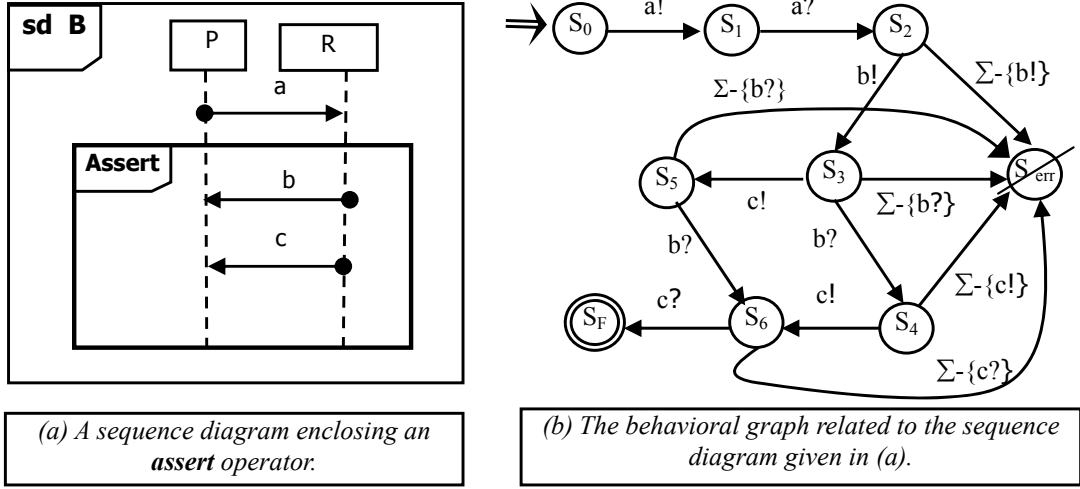 sd B
P
R
a
Assert
b
c
(a) A sequence diagram enclosing an
assert operator.
a!
a?
S0
S1
S2
b!
Σ-{b!}
Σ-{b?}
S5
S3
S err
c!
Σ-{b?}
b?
b?
Σ-{c!}
c?
c!
SF
S6
S4
Σ-{c?}
(b) The behavioral graph related to the sequence
diagram given in (a).